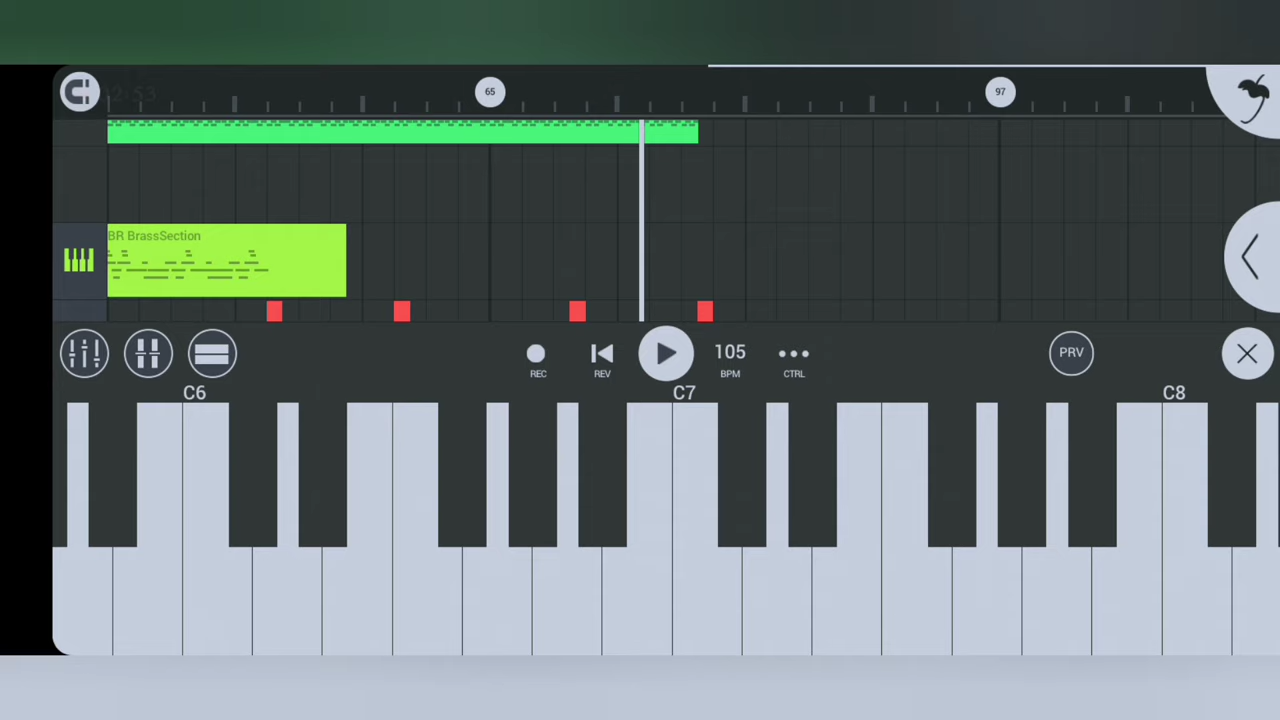 65
97
BR BrassSection
105
PRV
REC
REV
BPM
CTRL
C6
C7
C8